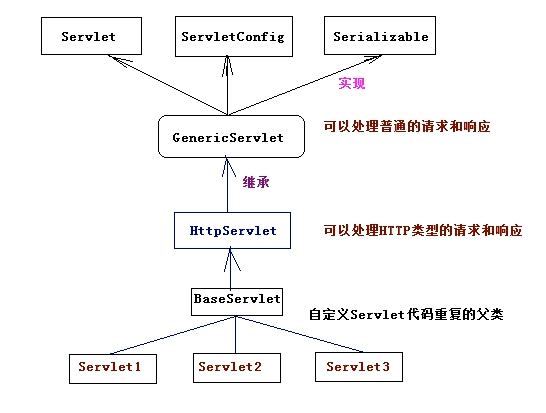 Servlet ServletConfig Serializable
实现
GenericServlet 可以处理普通的请求和响应
继承
HttpServlet 可以处理HTTP类型的请求和响应
BaseServlet 自定义Servlet代码重复的父类
Servlet1 Servlet2 Servlet3